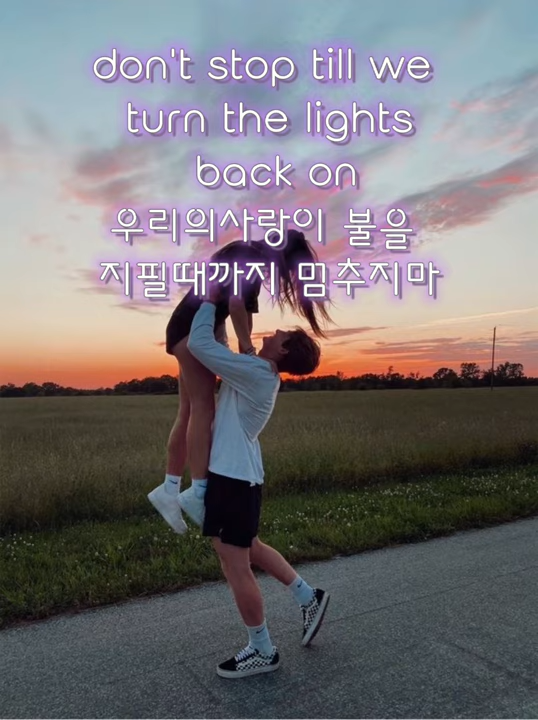 don't stop till we
turn the lights
back on
우리의사랑이 불을
지필때까지 멈추지마